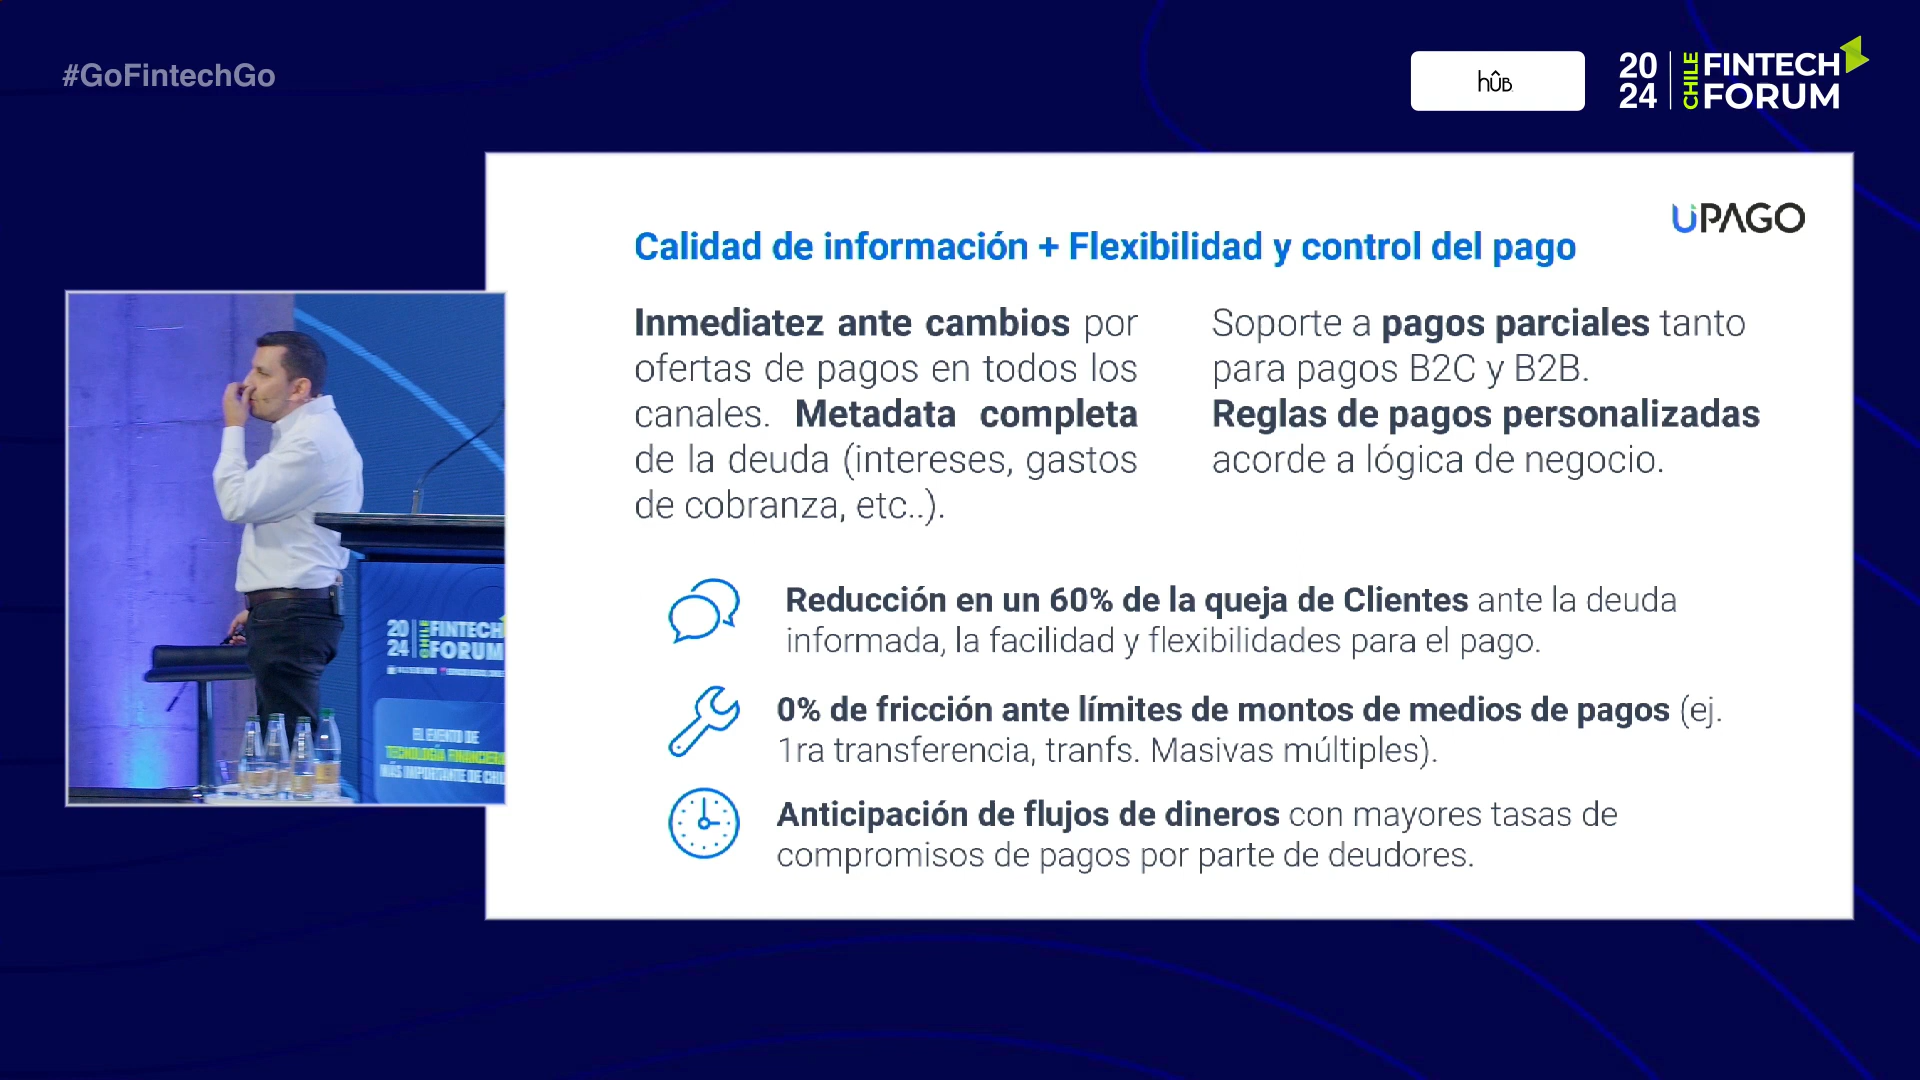 #GoFintechGo
hûB
20
24
CHILE
FINTECH
FORUM
UPAGO
Calidad de información + Flexibilidad y control del pago
Inmediatez ante cambios por
ofertas de pagos en todos los
canales. Metadata completa
de la deuda (intereses, gastos
de cobranza, etc..).
Soporte a pagos parciales tanto
para pagos B2C y B2B.
Reglas de pagos personalizadas
acorde a lógica de negocio.
Reducción en un 60% de la queja de Clientes ante la deuda
informada, la facilidad y flexibilidades para el pago.
0% de fricción ante límites de montos de medios de pagos (ej.
1ra transferencia, tranfs. Masivas múltiples).
Anticipación de flujos de dineros con mayores tasas de
compromisos de pagos por parte de deudores.
20
24
CHILE
FINTECH
FORUM
EL EVENTO DE
TECNOLOGÍA FINANCIERA
MÁS IMPORTANTE DE CHI